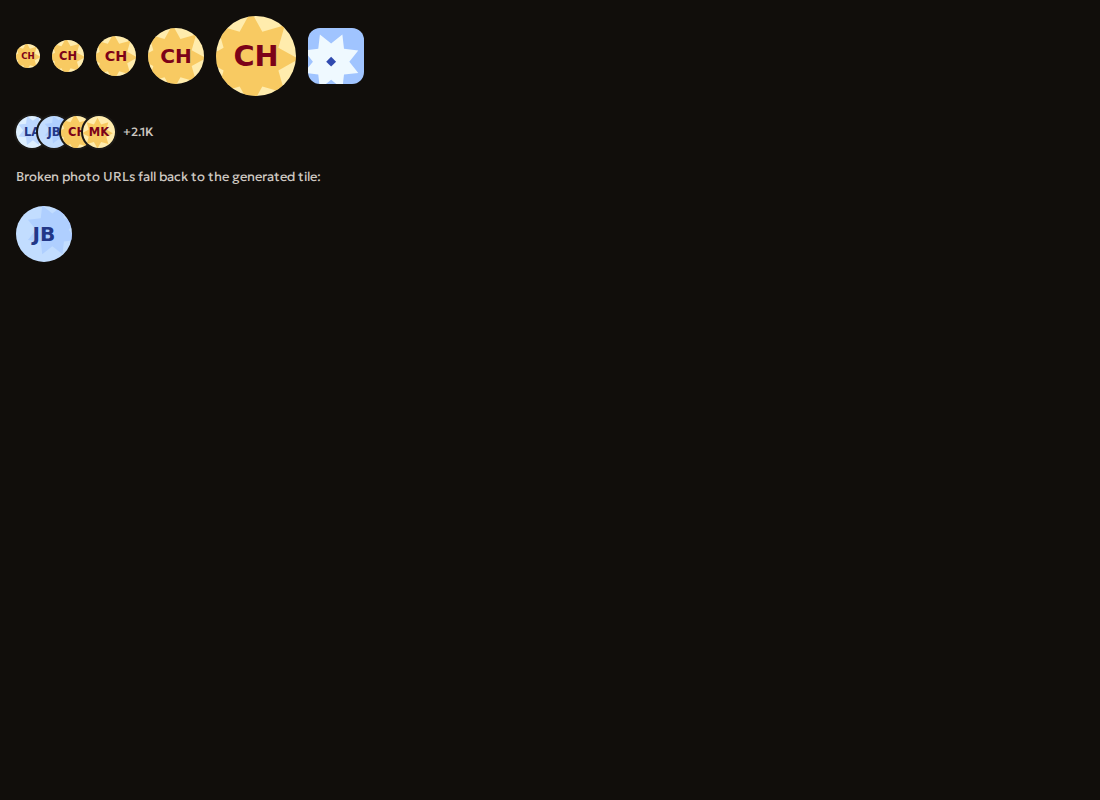 CH CH CH CH CH
LA JB CH MK +2.1K
Broken photo URLs fall back to the generated tile:
JB